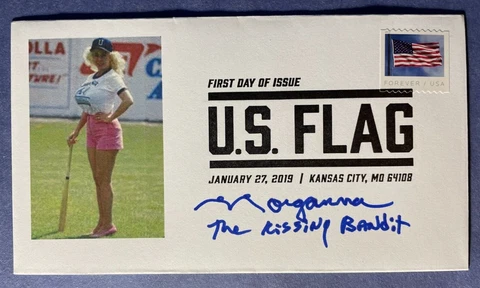 OLLA
TURE!
FIRST DAY OF ISSUE
U.S. FLAG
JANUARY 27, 2019 | KANSAS CITY, MO 64108
FOREVER / USA
Morganna
The Kissing Bandit